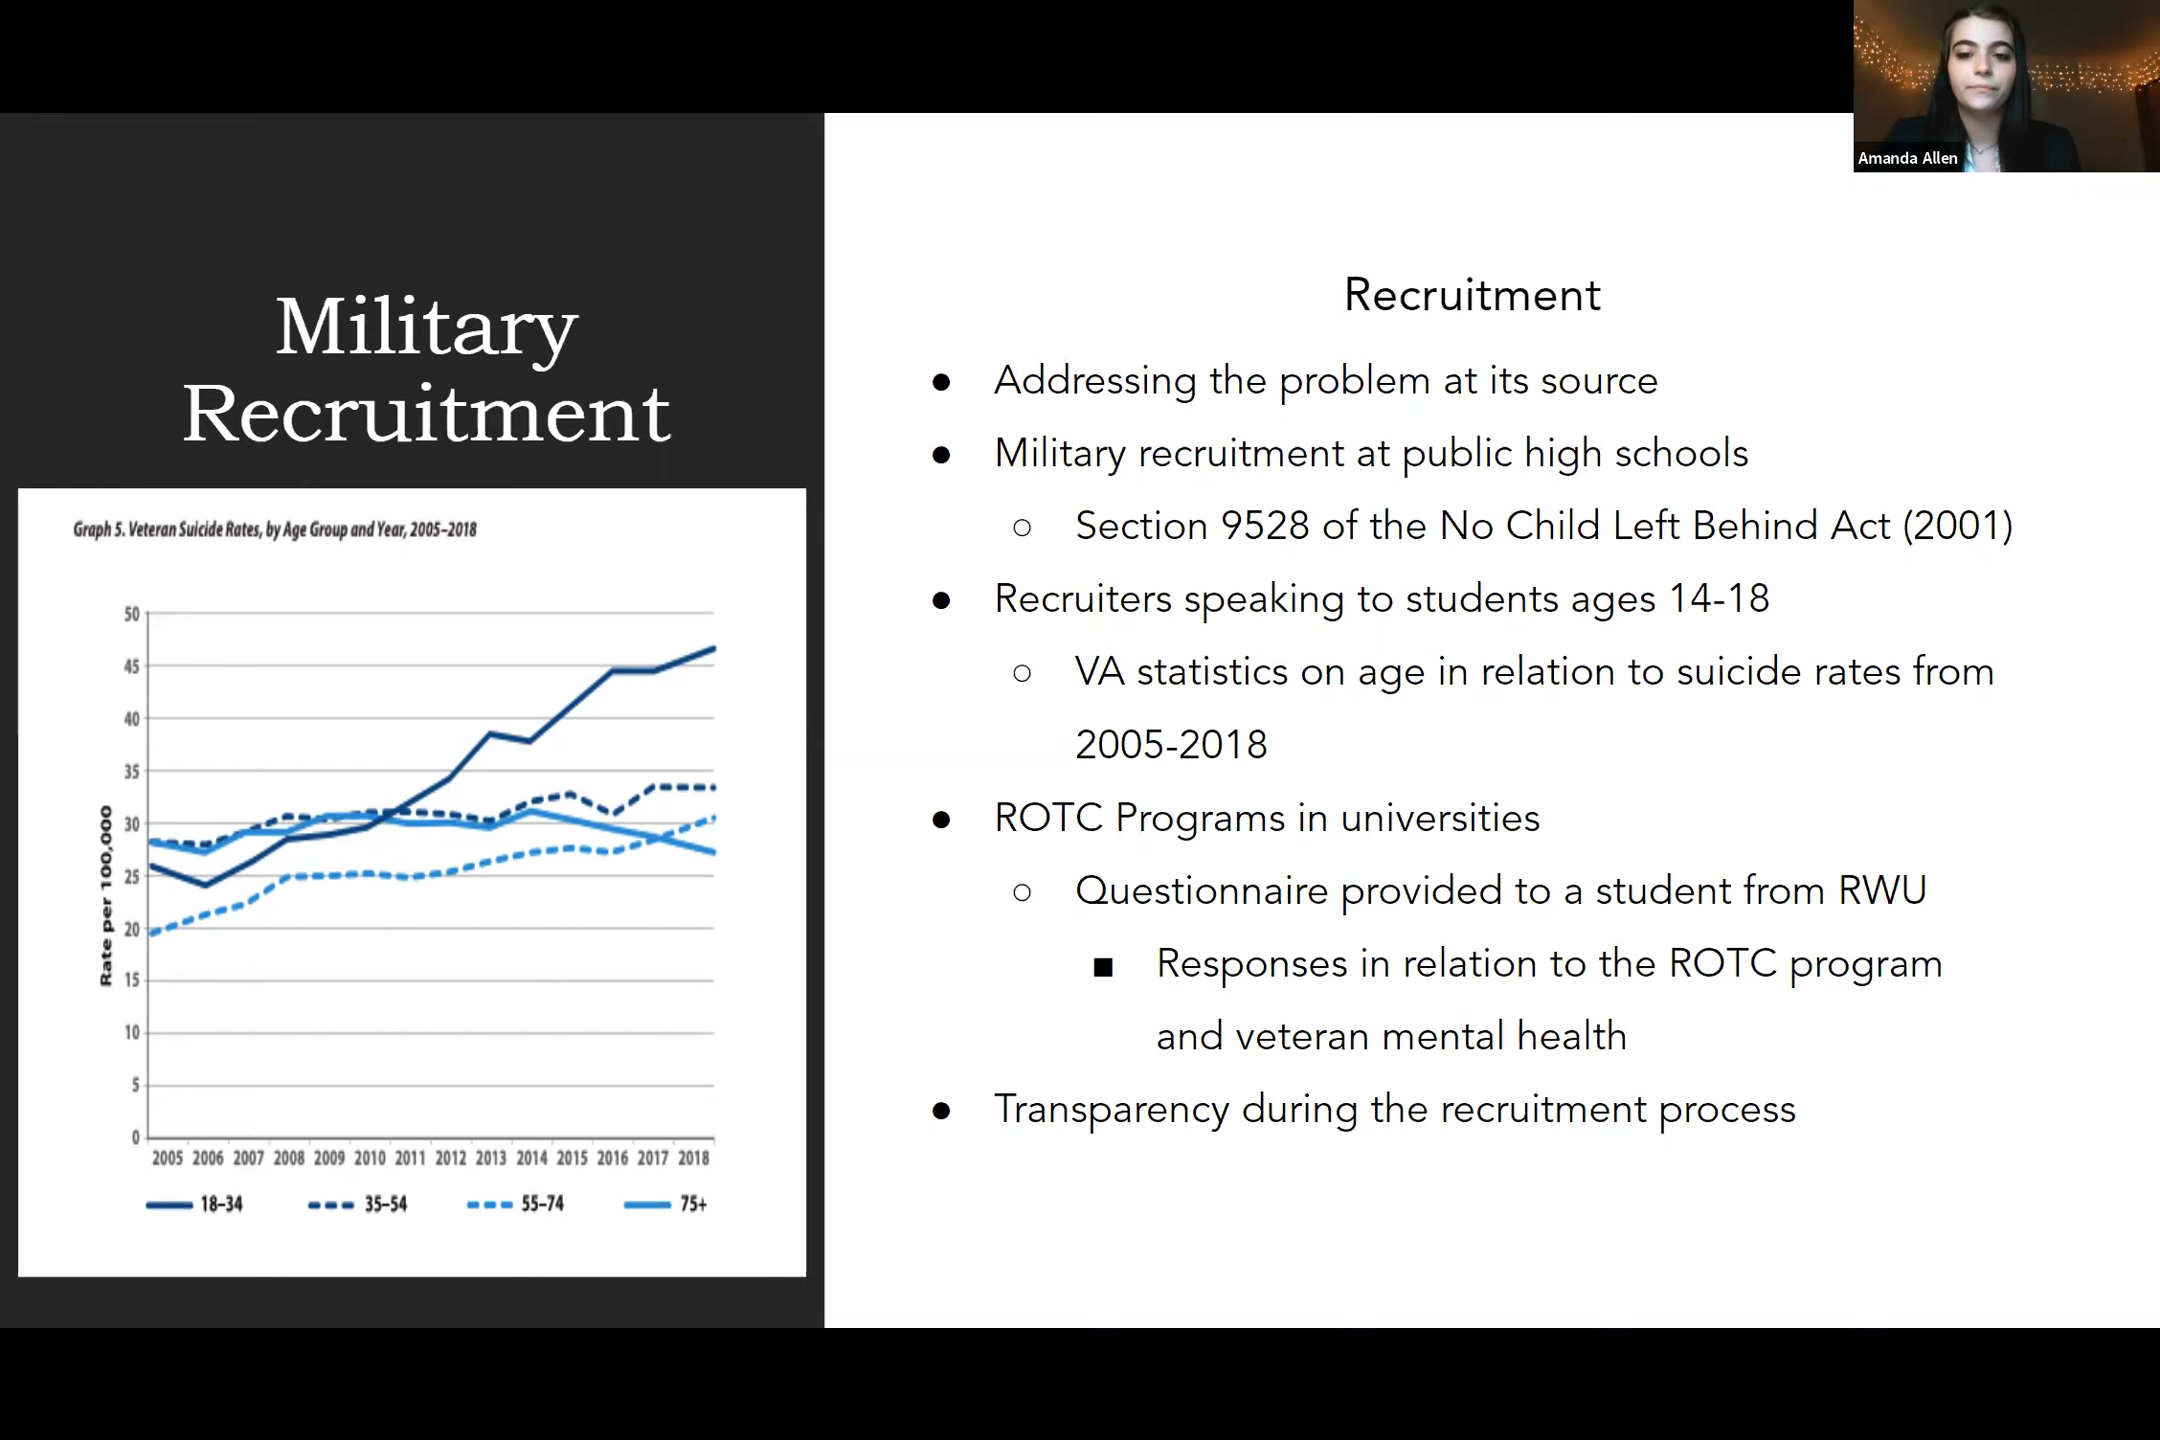 Amanda Allen
Military
Recruitment
Graph 5. Veteran Suicide Rates, by Age Group and Year, 2005–2018
Rate per 100,000
50
45
40
35
30
25
20
15
10
5
0
2005 2006 2007 2008 2009 2010 2011 2012 2013 2014 2015 2016 2017 2018
18–34 35–54 55–74 75+
Recruitment
● Addressing the problem at its source
● Military recruitment at public high schools
○ Section 9528 of the No Child Left Behind Act (2001)
● Recruiters speaking to students ages 14-18
○ VA statistics on age in relation to suicide rates from
2005-2018
● ROTC Programs in universities
○ Questionnaire provided to a student from RWU
■ Responses in relation to the ROTC program
and veteran mental health
● Transparency during the recruitment process